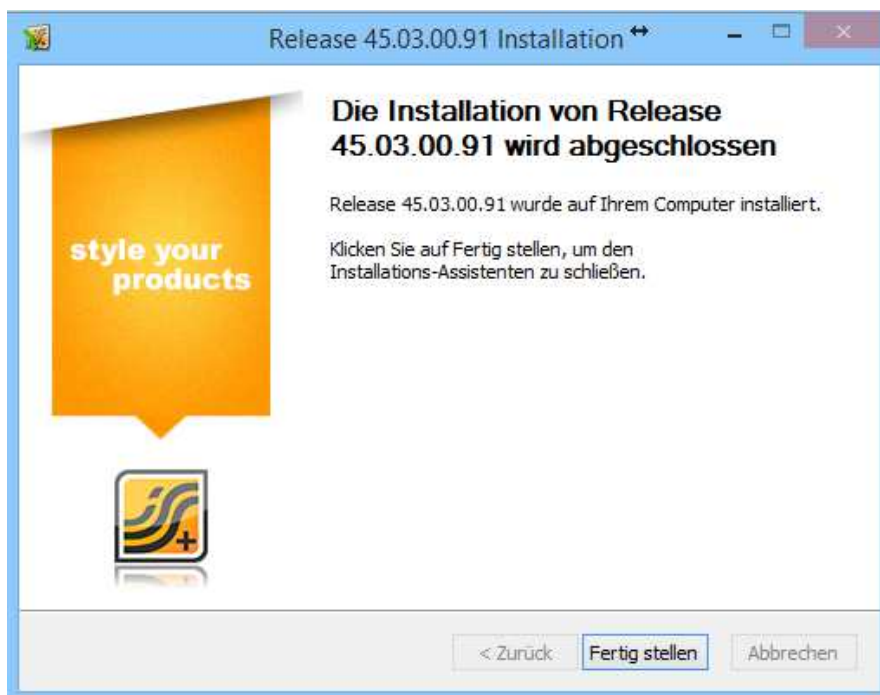 Release 45.03.00.91 Installation
Die Installation von Release
45.03.00.91 wird abgeschlossen
Release 45.03.00.91 wurde auf Ihrem Computer installiert.
Klicken Sie auf Fertig stellen, um den
Installations-Assistenten zu schließen.
style your
products
< Zurück
Fertig stellen
Abbrechen